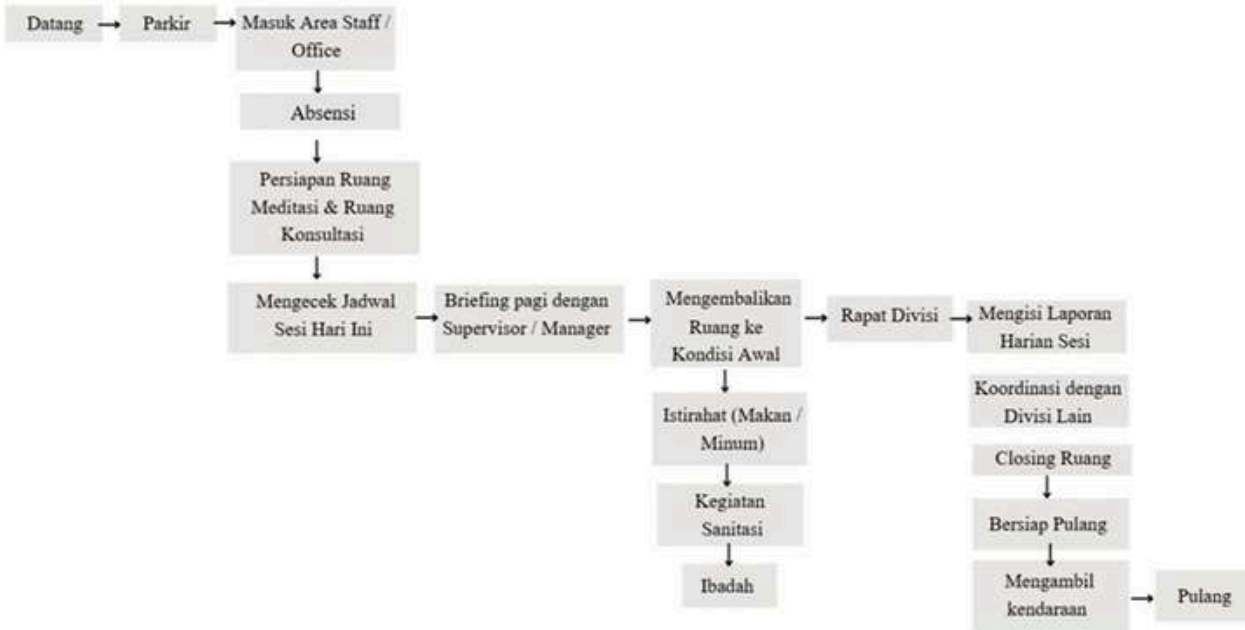 Datang
Parkir
Masuk Area Staff /
Office
Absensi
Persiapan Ruang
Meditasi & Ruang
Konsultasi
Mengecek Jadwal
Sesi Hari Ini
Briefing pagi dengan
Supervisor / Manager
Mengembalikan
Ruang ke
Kondisi Awal
Istirahat (Makan /
Minum)
Kegiatan
Sanitasi
Ibadah
Rapat Divisi
Mengisi Laporan
Harian Sesi
Koordinasi dengan
Divisi Lain
Closing Ruang
Bersiap Pulang
Mengambil
kendaraan
Pulang